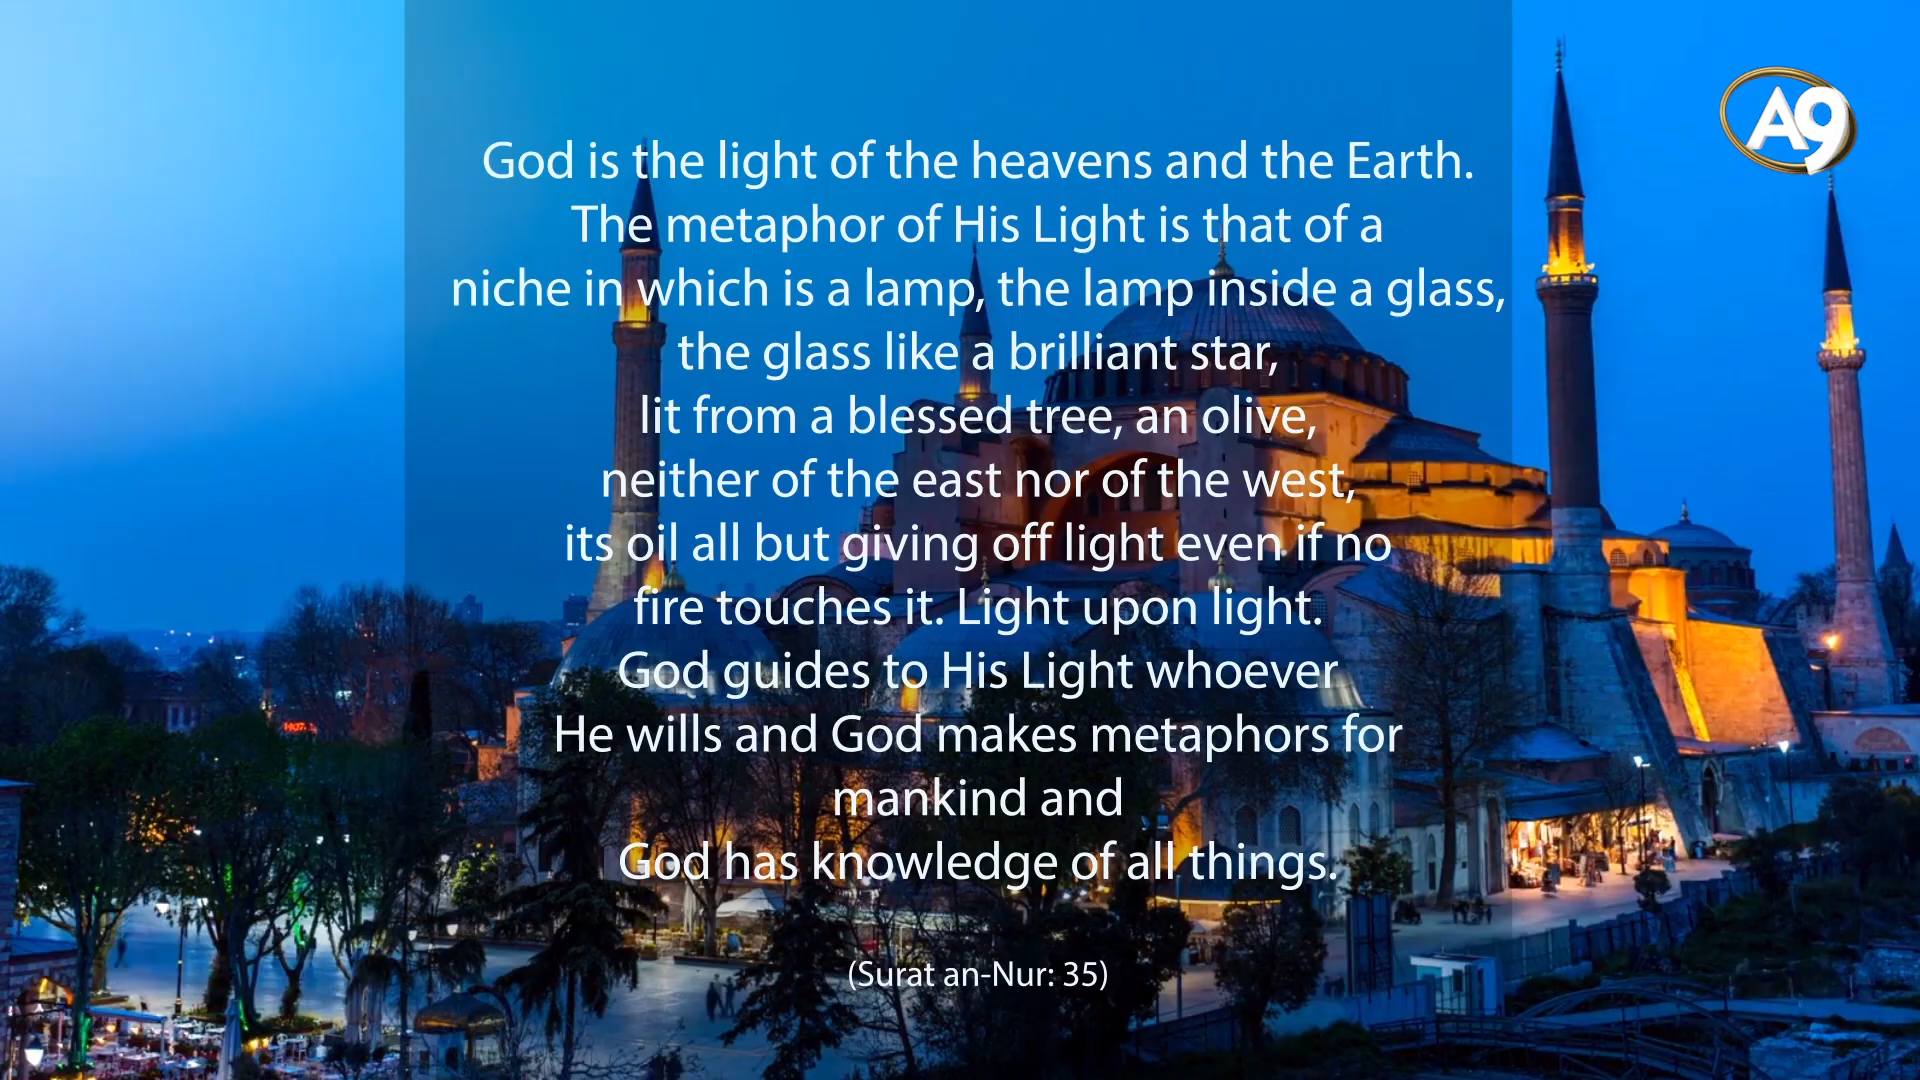 A9
God is the light of the heavens and the Earth.
The metaphor of His Light is that of a
niche in which is a lamp, the lamp inside a glass,
the glass like a brilliant star,
lit from a blessed tree, an olive,
neither of the east nor of the west,
its oil all but giving off light even if no
fire touches it. Light upon light.
God guides to His Light whoever
He wills and God makes metaphors for
mankind and
God has knowledge of all things.
(Surat an-Nur: 35)